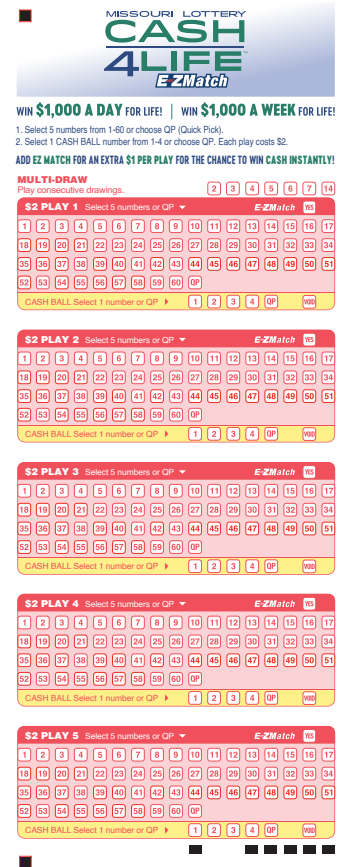 MISSOURI LOTTERY
CASH
4LIFE™
E-ZMatch
WIN $1,000 A DAY FOR LIFE! | WIN $1,000 A WEEK FOR LIFE!
1. Select 5 numbers from 1-60 or choose QP (Quick Pick).
2. Select 1 CASH BALL number from 1-4 or choose QP. Each play costs $2.
ADD EZ MATCH FOR AN EXTRA $1 PER PLAY FOR THE CHANCE TO WIN CASH INSTANTLY!
MULTI-DRAW
Play consecutive drawings. 2 3 4 5 6 7 14
$2 PLAY 1 Select 5 numbers or QP E-ZMatch YES
1 2 3 4 5 6 7 8 9 10 11 12 13 14 15 16 17
18 19 20 21 22 23 24 25 26 27 28 29 30 31 32 33 34
35 36 37 38 39 40 41 42 43 44 45 46 47 48 49 50 51
52 53 54 55 56 57 58 59 60 QP
CASH BALL Select 1 number or QP 1 2 3 4 QP VOID
$2 PLAY 2 Select 5 numbers or QP E-ZMatch YES
1 2 3 4 5 6 7 8 9 10 11 12 13 14 15 16 17
18 19 20 21 22 23 24 25 26 27 28 29 30 31 32 33 34
35 36 37 38 39 40 41 42 43 44 45 46 47 48 49 50 51
52 53 54 55 56 57 58 59 60 QP
CASH BALL Select 1 number or QP 1 2 3 4 QP VOID
$2 PLAY 3 Select 5 numbers or QP E-ZMatch YES
1 2 3 4 5 6 7 8 9 10 11 12 13 14 15 16 17
18 19 20 21 22 23 24 25 26 27 28 29 30 31 32 33 34
35 36 37 38 39 40 41 42 43 44 45 46 47 48 49 50 51
52 53 54 55 56 57 58 59 60 QP
CASH BALL Select 1 number or QP 1 2 3 4 QP VOID
$2 PLAY 4 Select 5 numbers or QP E-ZMatch YES
1 2 3 4 5 6 7 8 9 10 11 12 13 14 15 16 17
18 19 20 21 22 23 24 25 26 27 28 29 30 31 32 33 34
35 36 37 38 39 40 41 42 43 44 45 46 47 48 49 50 51
52 53 54 55 56 57 58 59 60 QP
CASH BALL Select 1 number or QP 1 2 3 4 QP VOID
$2 PLAY 5 Select 5 numbers or QP E-ZMatch YES
1 2 3 4 5 6 7 8 9 10 11 12 13 14 15 16 17
18 19 20 21 22 23 24 25 26 27 28 29 30 31 32 33 34
35 36 37 38 39 40 41 42 43 44 45 46 47 48 49 50 51
52 53 54 55 56 57 58 59 60 QP
CASH BALL Select 1 number or QP 1 2 3 4 QP VOID